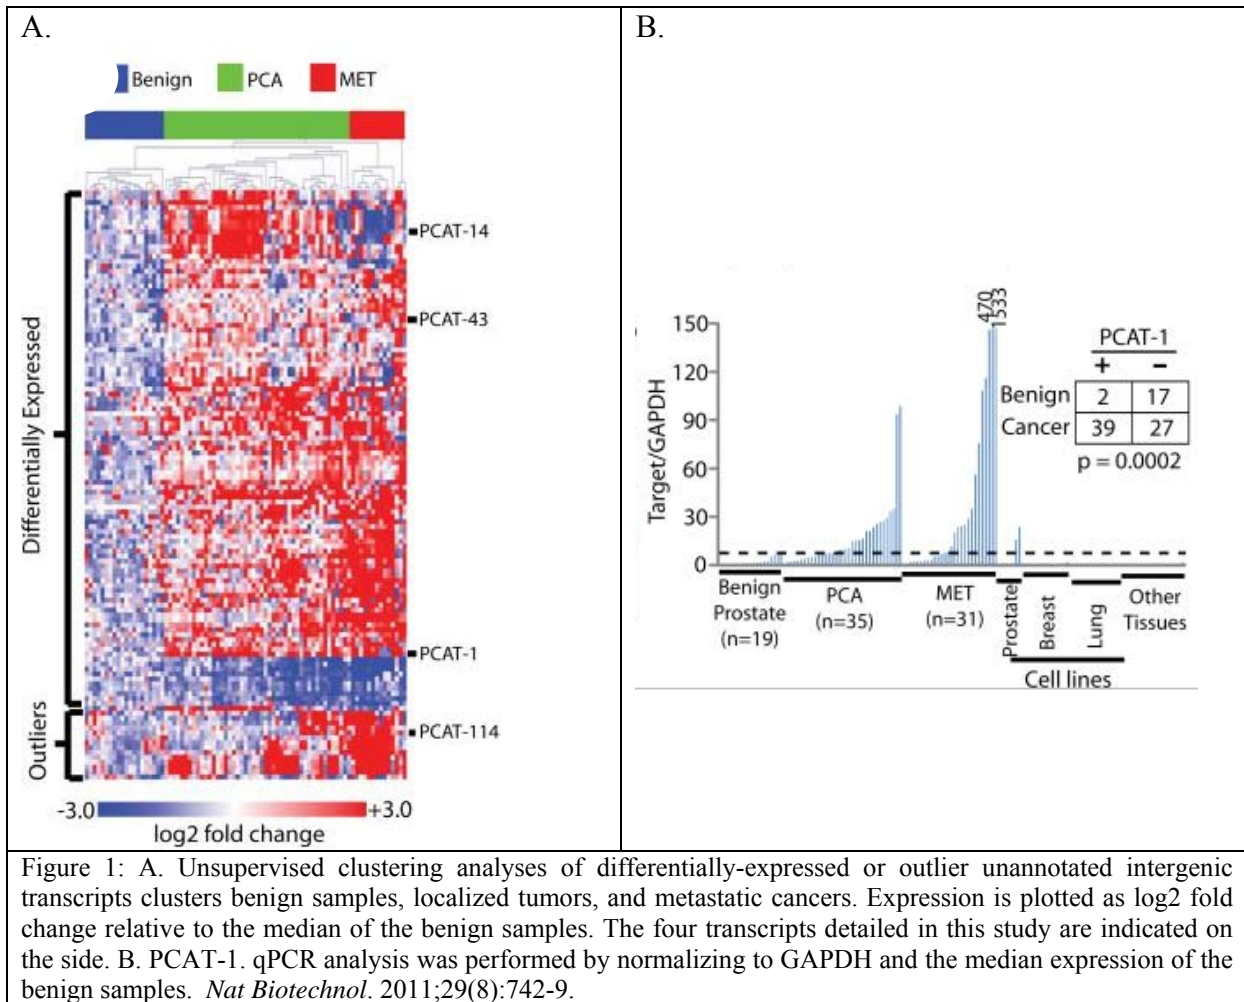 A.
Benign PCA MET
Differentially Expressed
Outliers
PCAT-14
PCAT-43
PCAT-1
PCAT-114
-3.0 +3.0
log2 fold change
B.
Target/GAPDH
150
120
90
60
30
0
470
1533
PCAT-1
+ −
Benign 2 17
Cancer 39 27
p = 0.0002
Benign
Prostate
(n=19)
PCA
(n=35)
MET
(n=31)
Prostate
Breast
Lung
Other
Tissues
Cell lines
Figure 1: A. Unsupervised clustering analyses of differentially-expressed or outlier unannotated intergenic
transcripts clusters benign samples, localized tumors, and metastatic cancers. Expression is plotted as log2 fold
change relative to the median of the benign samples. The four transcripts detailed in this study are indicated on
the side. B. PCAT-1. qPCR analysis was performed by normalizing to GAPDH and the median expression of the
benign samples. Nat Biotechnol. 2011;29(8):742-9.